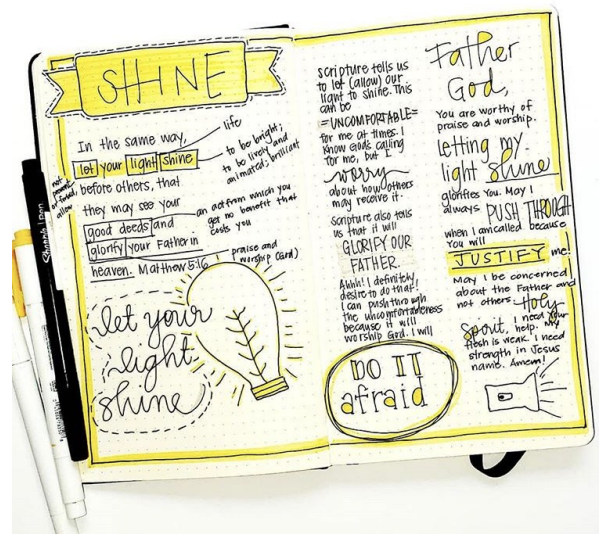 SHINE
life
In the same way,
let your light shine
to be bright,
to be lively and
animated; brilliant
not
prevent
or forbid,
allow
before others, that
they may see your
good deeds and
glorify your Father in
heaven. Matthew 5:16
an act from which you
get no benefit that
costs you
praise and
worship (God)
let your
light
shine
scripture tells us
to let (allow) our
light to shine. This
can be
=UNCOMFORTABLE=
for me at times. I
know gods calling
for me, but I
worry
about how others
may receive it.
scripture also tells
us that it will
GLORIFY OUR
FATHER.
Ahhh! I definitely
desire to do that!
I can push through
the uncomfortableness
because it will
worship God. I will
DO IT
afraid
Father
God,
You are worthy of
praise and worship.
letting my
light shine
glorifies You. May I
always PUSH THROUGH
when I am called because
You will
JUSTIFY me!
May I be concerned
about the Father and
not others. Holy
Spirit, I need your
help. My
flesh is weak. I need
strength in Jesus
name. Amen!